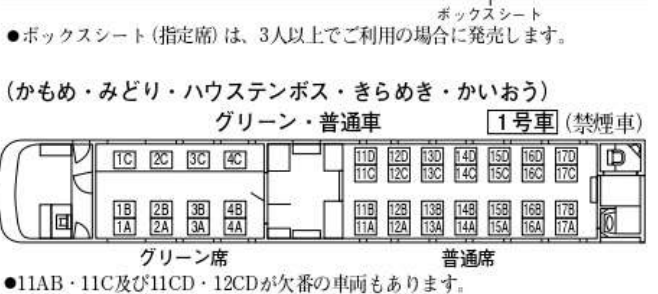 ボックスシート
●ボックスシート(指定席)は、3人以上でご利用の場合に発売します。
(かもめ・みどり・ハウステンボス・きらめき・かいおう)
グリーン・普通車 1号車 (禁煙車)
1C 2C 3C 4C 11D 12D 13D 14D 15D 16D 17D
11C 12C 13C 14C 15C 16C 17C
1B 2B 3B 4B 11B 12B 13B 14B 15B 16B 17B
1A 2A 3A 4A 11A 12A 13A 14A 15A 16A 17A
グリーン席 普通席
●11AB・11C及び11CD・12CDが欠番の車両もあります。